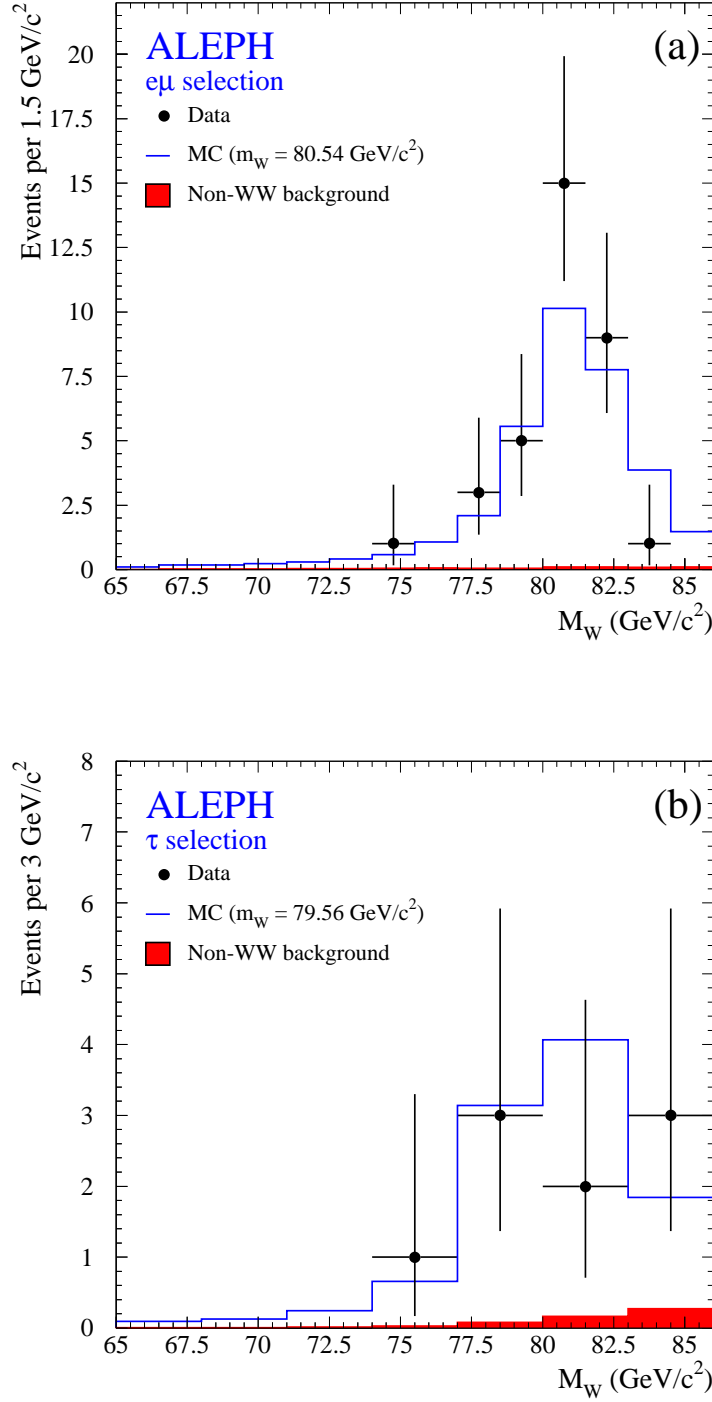 ALEPH
(a)
eμ selection
Data
MC (m_W = 80.54 GeV/c²)
Non-WW background
Events per 1.5 GeV/c²
20
17.5
15
12.5
10
7.5
5
2.5
0
65 67.5 70 72.5 75 77.5 80 82.5 85
M_W (GeV/c²)
ALEPH
(b)
τ selection
Data
MC (m_W = 79.56 GeV/c²)
Non-WW background
Events per 3 GeV/c²
8
7
6
5
4
3
2
1
0
65 67.5 70 72.5 75 77.5 80 82.5 85
M_W (GeV/c²)